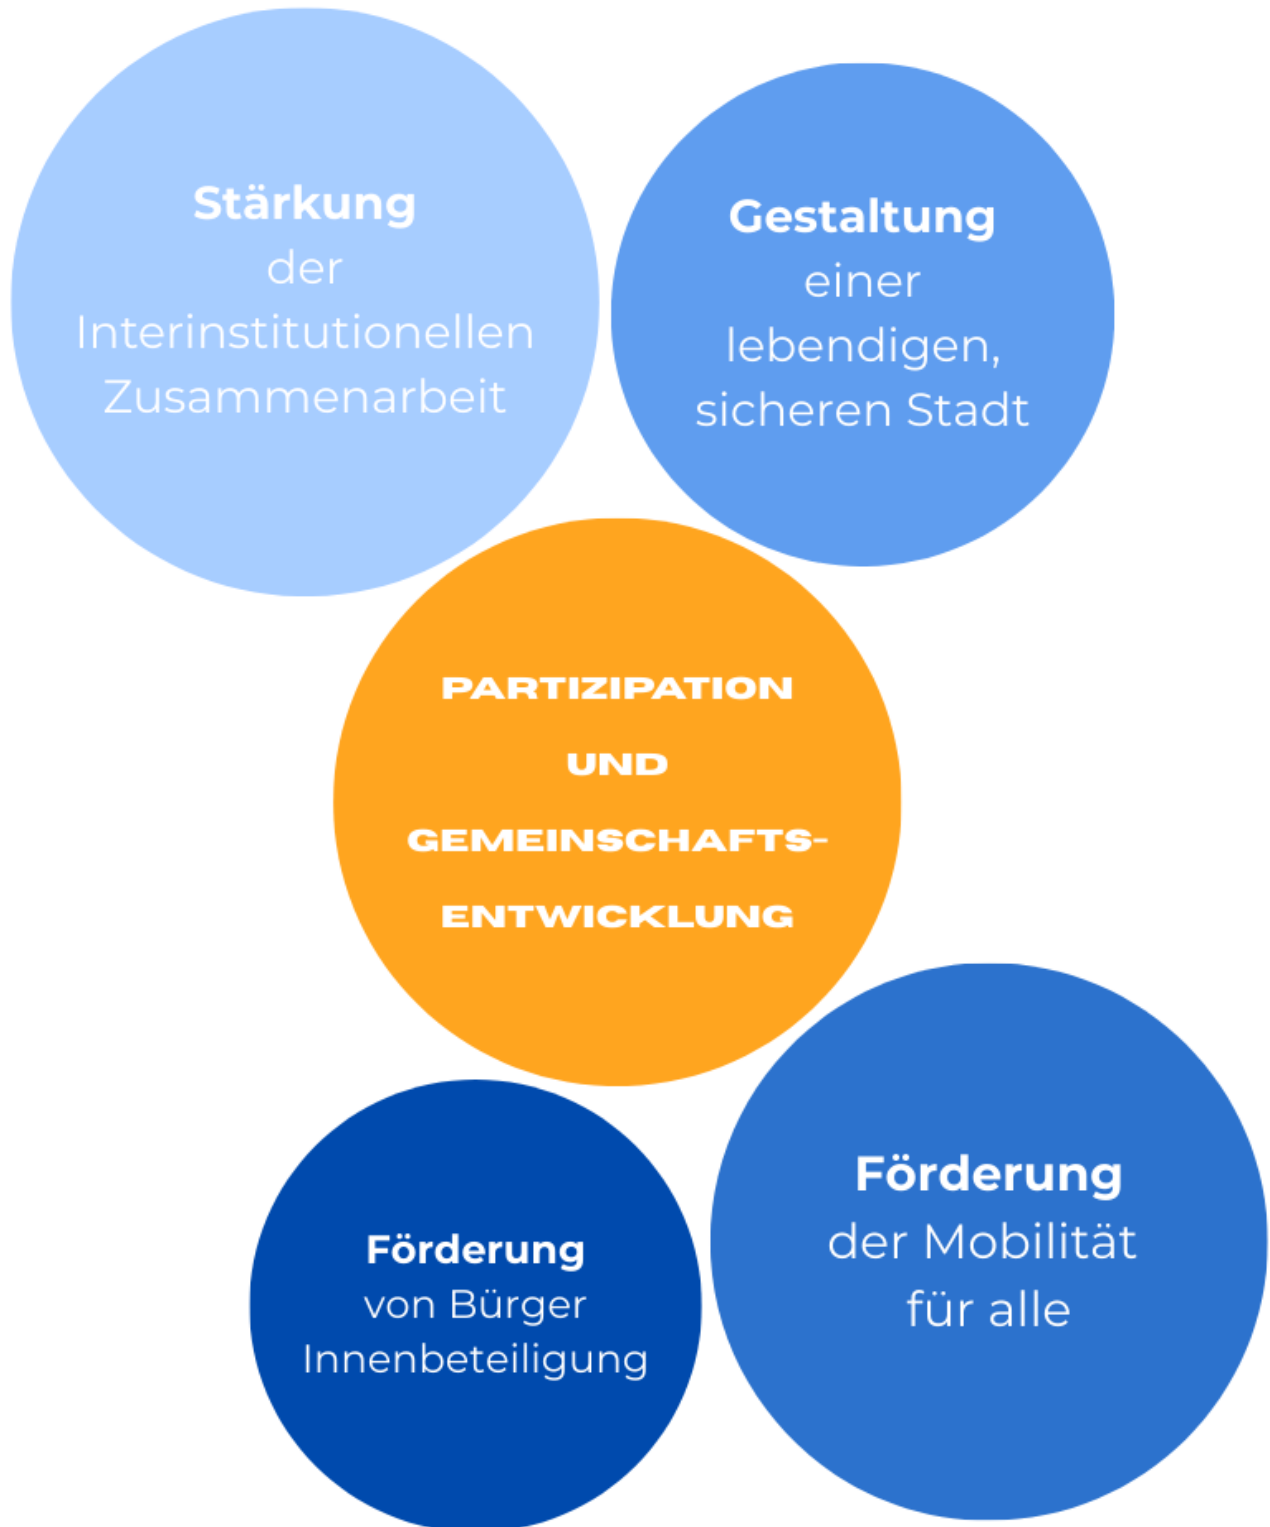 Stärkung
der
Interinstitutionellen
Zusammenarbeit
Gestaltung
einer
lebendigen,
sicheren Stadt
PARTIZIPATION
UND
GEMEINSCHAFTS-
ENTWICKLUNG
Förderung
von Bürger
Innenbeteiligung
Förderung
der Mobilität
für alle